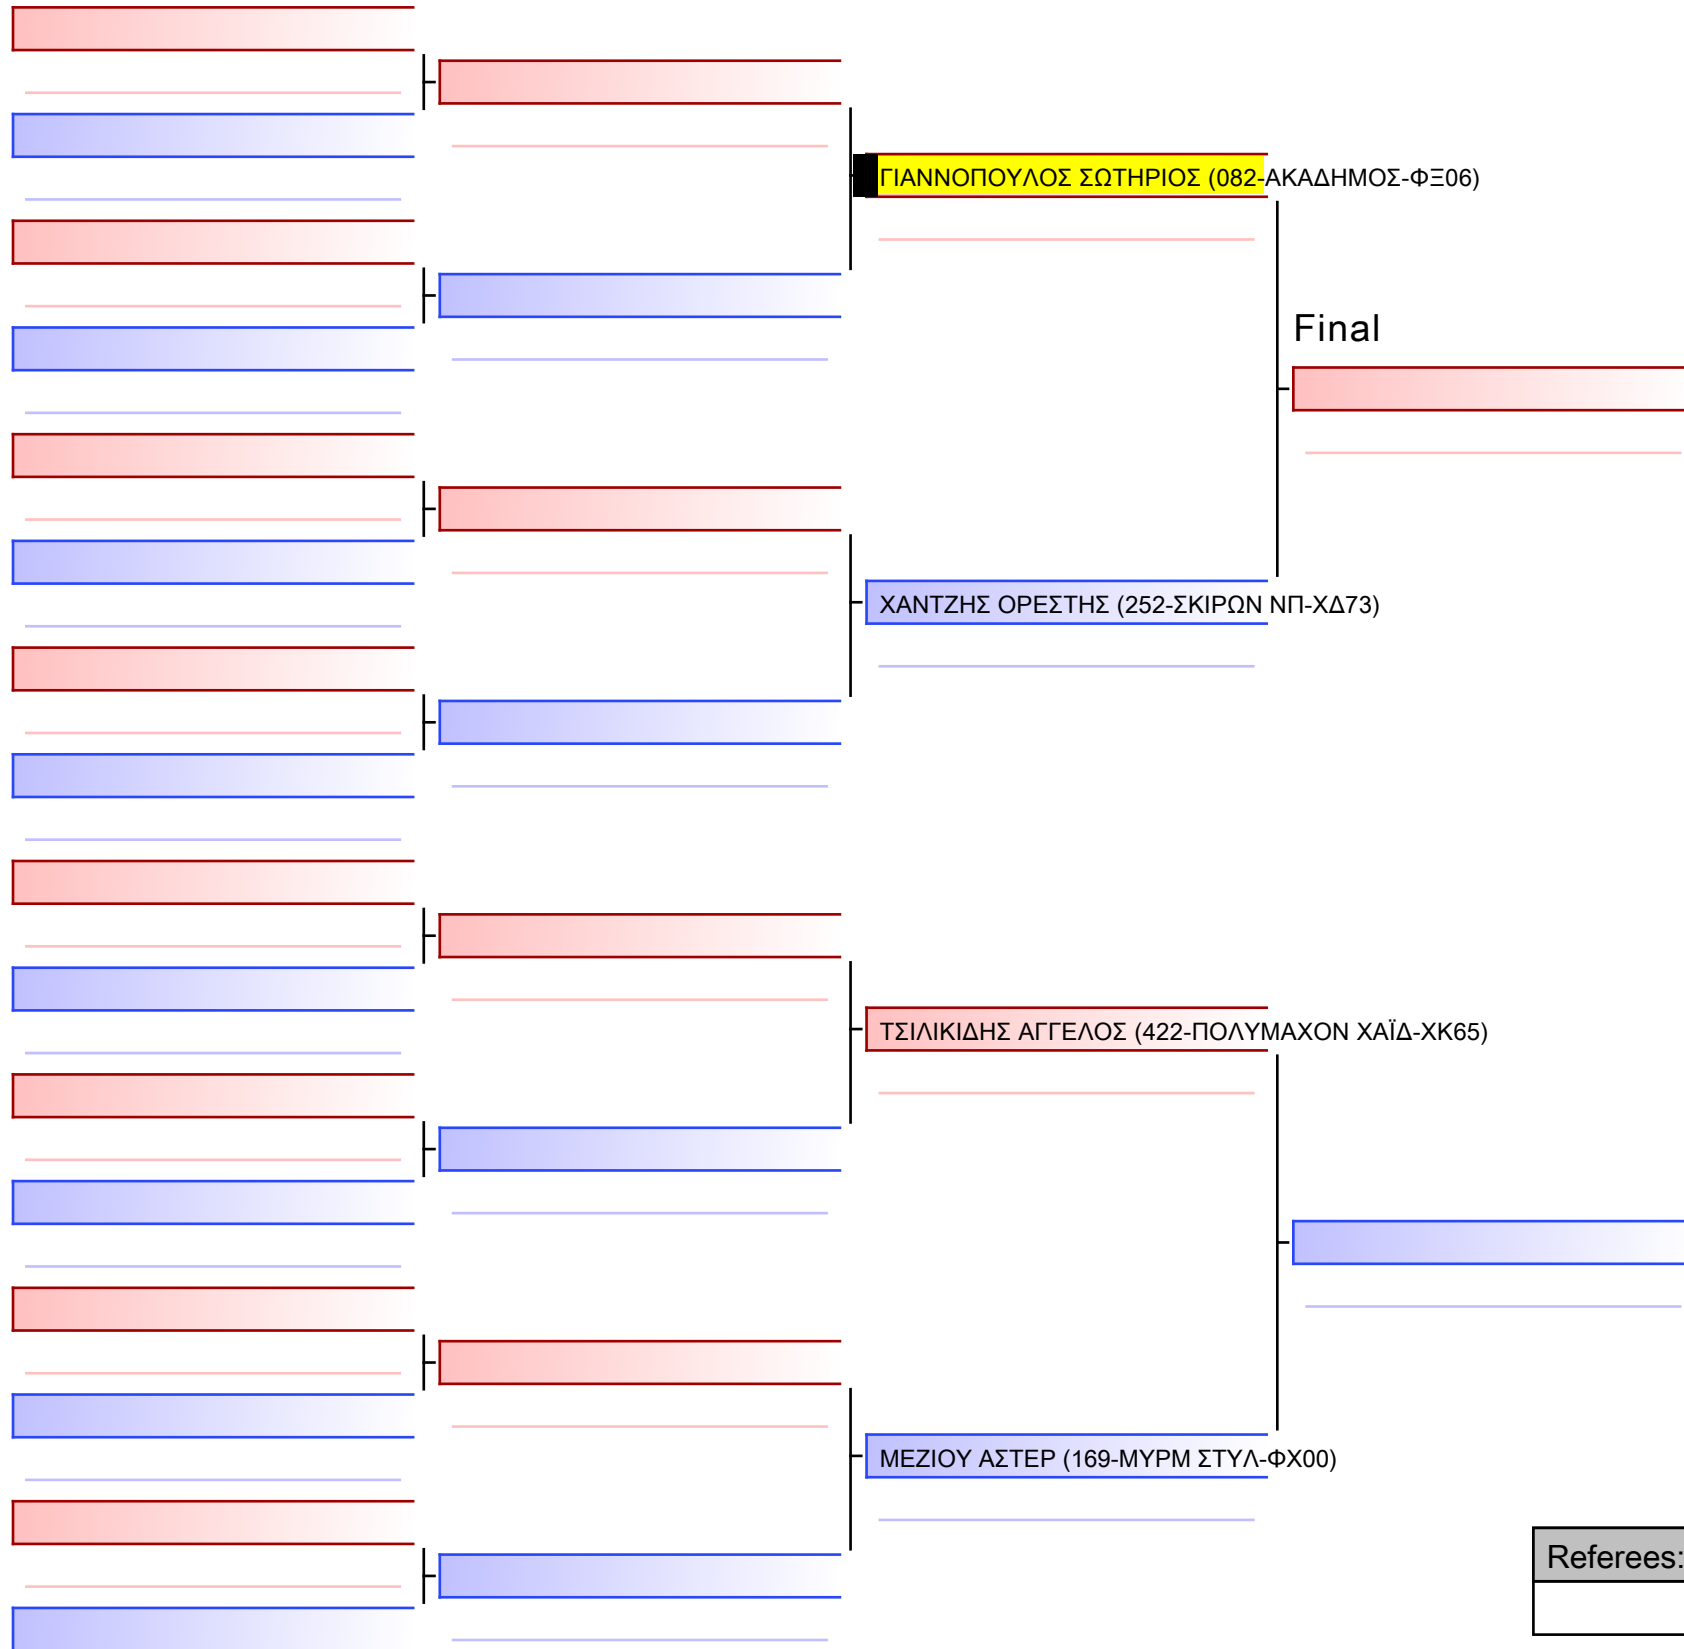 ΓΙΑΝΝΟΠΟΥΛΟΣ ΣΩΤΗΡΙΟΣ (082-ΑΚΑΔΗΜΟΣ-ΦΞ06)
Final
ΧΑΝΤΖΗΣ ΟΡΕΣΤΗΣ (252-ΣΚΙΡΩΝ ΝΠ-ΧΔ73)
ΤΣΙΛΙΚΙΔΗΣ ΑΓΓΕΛΟΣ (422-ΠΟΛΥΜΑΧΟΝ ΧΑΪΔ-ΧΚ65)
ΜΕΖΙΟΥ ΑΣΤΕΡ (169-ΜΥΡΜ ΣΤΥΛ-ΦΧ00)
Referees: